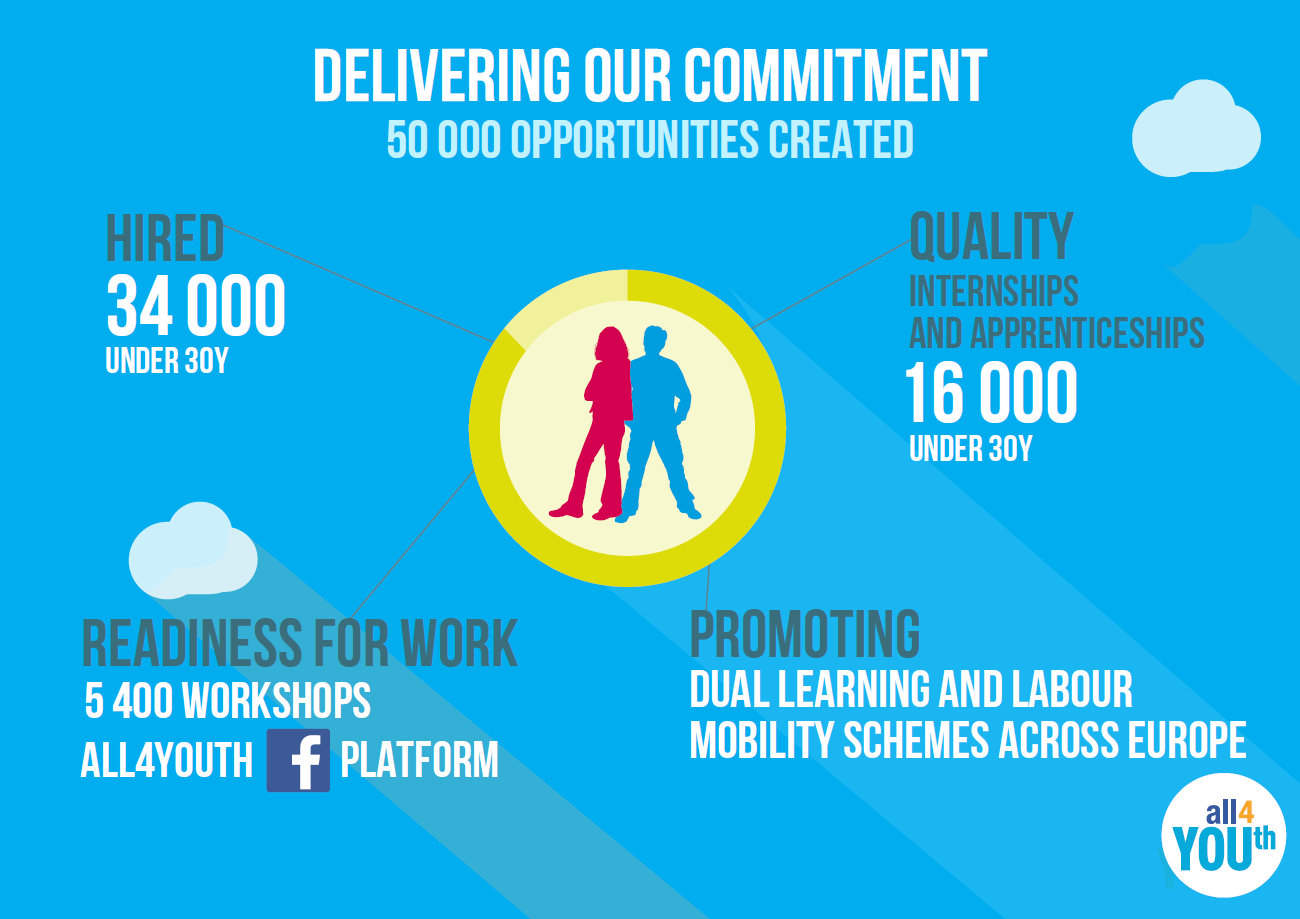 DELIVERING OUR COMMITMENT
50 000 OPPORTUNITIES CREATED
HIRED
34 000
UNDER 30Y
QUALITY
INTERNSHIPS
AND APPRENTICESHIPS
16 000
UNDER 30Y
READINESS FOR WORK
5 400 WORKSHOPS
ALL4YOUTH f PLATFORM
PROMOTING
DUAL LEARNING AND LABOUR
MOBILITY SCHEMES ACROSS EUROPE
all4
YOUth